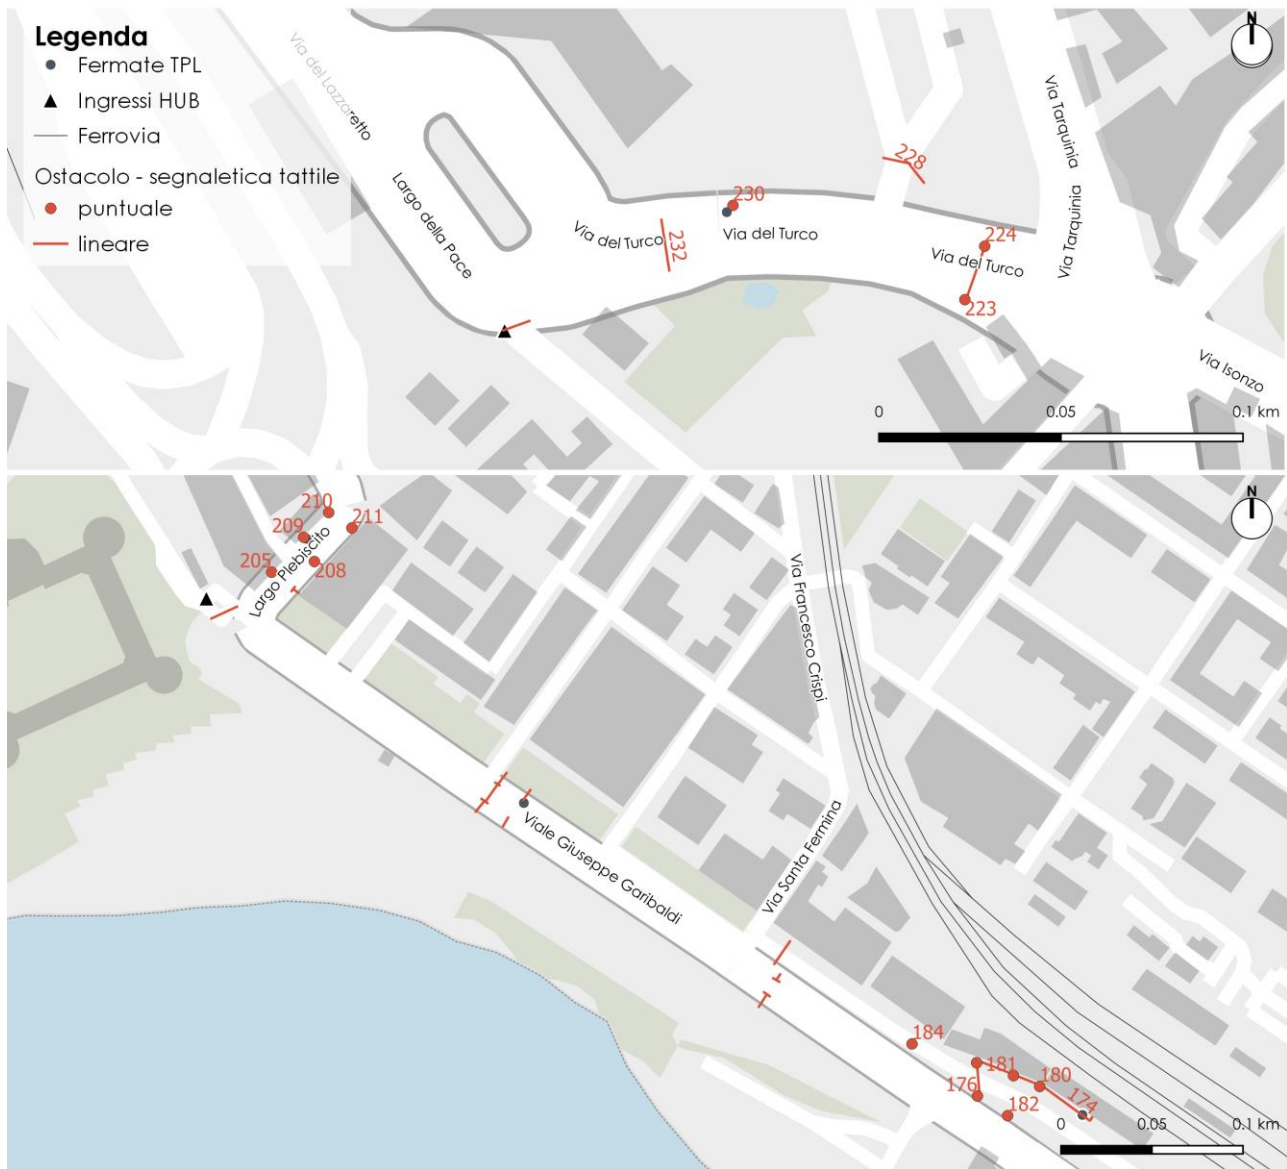 Legenda
Fermate TPL
Ingressi HUB
Ferrovia
Ostacolo - segnaletica tattile
puntuale
lineare
Via del Lazzaretto
Largo della Pace
Via del Turco
232
230
Via del Turco
228
224
Via del Turco
223
Via Tarquinia
Via Tarquinia
Via Isonzo
N
0 0.05 0.1 km
210
209
211
205
208
Largo Plebiscito
Viale Giuseppe Garibaldi
Via Francesco Crispi
Via Santa Fermina
184
181
180
176
174
182
N
0 0.05 0.1 km